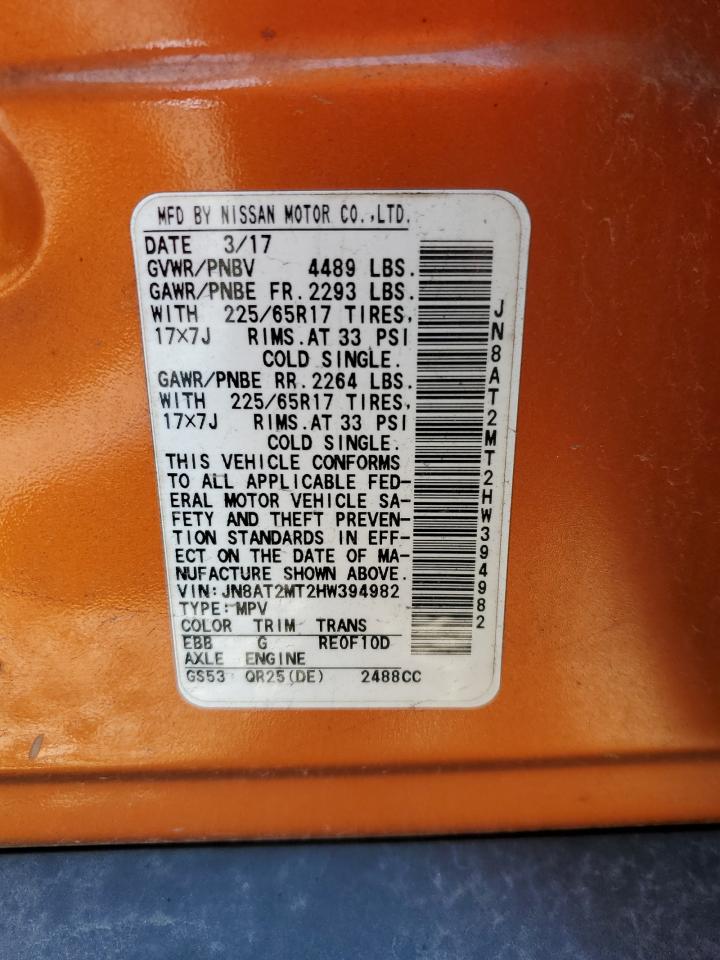 MFD BY NISSAN MOTOR CO.,LTD.
DATE 3/17
GVWR/PNBV 4489 LBS.
GAWR/PNBE FR.2293 LBS.
WITH 225/65R17 TIRES,
17×7J RIMS.AT 33 PSI
COLD SINGLE.
GAWR/PNBE RR.2264 LBS.
WITH 225/65R17 TIRES,
17×7J RIMS.AT 33 PSI
COLD SINGLE.
THIS VEHICLE CONFORMS
TO ALL APPLICABLE FED-
ERAL MOTOR VEHICLE SA-
FETY AND THEFT PREVEN-
TION STANDARDS IN EFF-
ECT ON THE DATE OF MA-
NUFACTURE SHOWN ABOVE.
VIN:JN8AT2MT2HW394982
TYPE:MPV
COLOR TRIM TRANS
EBB G RE0F10D
AXLE ENGINE
GS53 QR25(DE) 2488CC
JN8AT2MT2HW394982